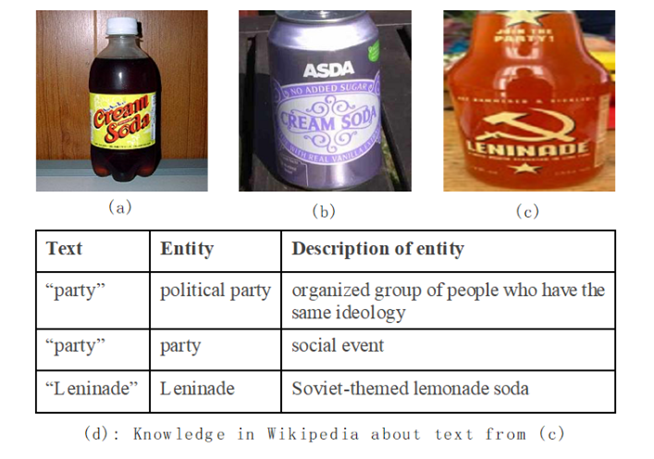 Cream
Soda
(a)
ASDA
NO ADDED SUGAR
CREAM SODA
WITH REAL VANILLA
(b)
JOIN THE
PARTY!
LENINADE
(c)
Text Entity Description of entity
“party” political party organized group of people who have the
same ideology
“party” party social event
“Leninade” Leninade Soviet-themed lemonade soda
(d): Knowledge in Wikipedia about text from (c)